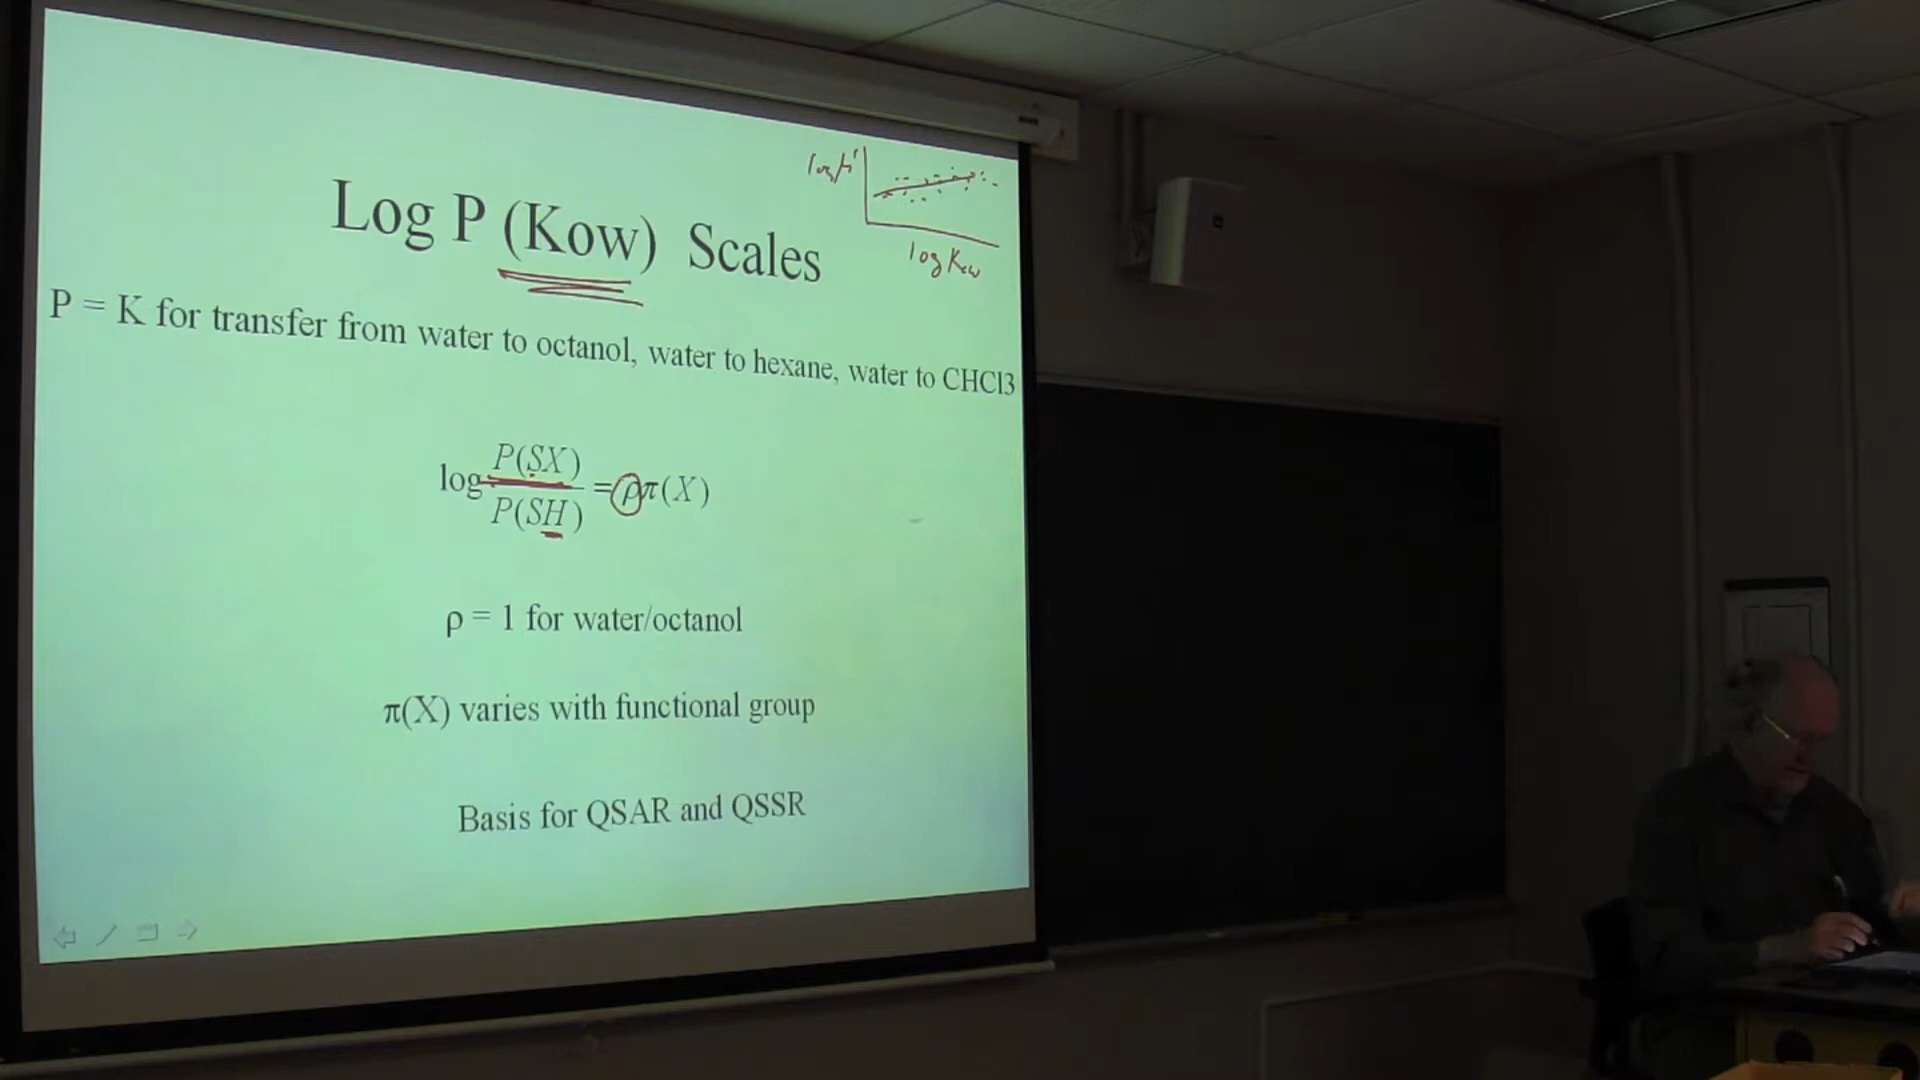 Log P (Kow) Scales
log Kow
P = K for transfer from water to octanol, water to hexane, water to CHCl3
log P(SX) / P(SH) = ρπ(X)
ρ = 1 for water/octanol
π(X) varies with functional group
Basis for QSAR and QSSR